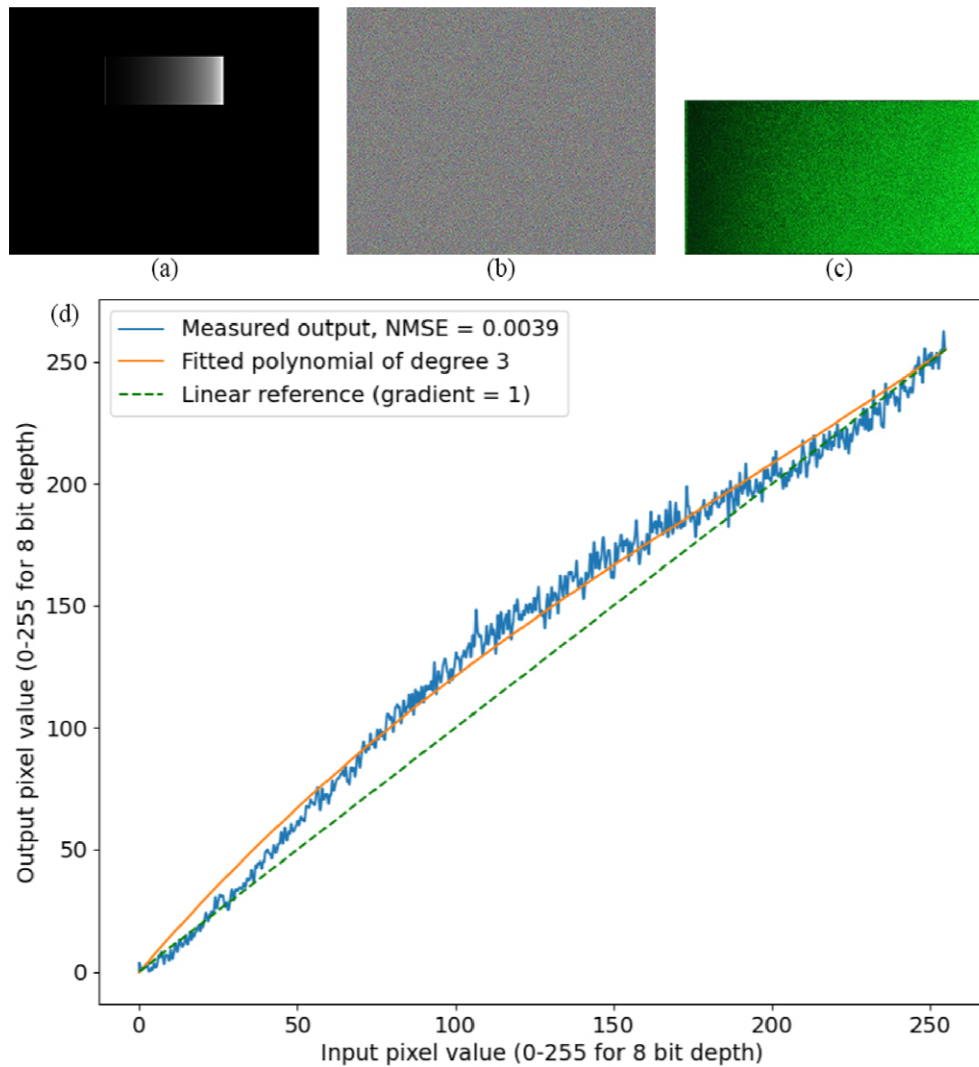 (a)
(b)
(c)
(d)
Measured output, NMSE = 0.0039
Fitted polynomial of degree 3
Linear reference (gradient = 1)
250
200
150
100
50
0
Output pixel value (0-255 for 8 bit depth)
0
50
100
150
200
250
Input pixel value (0-255 for 8 bit depth)